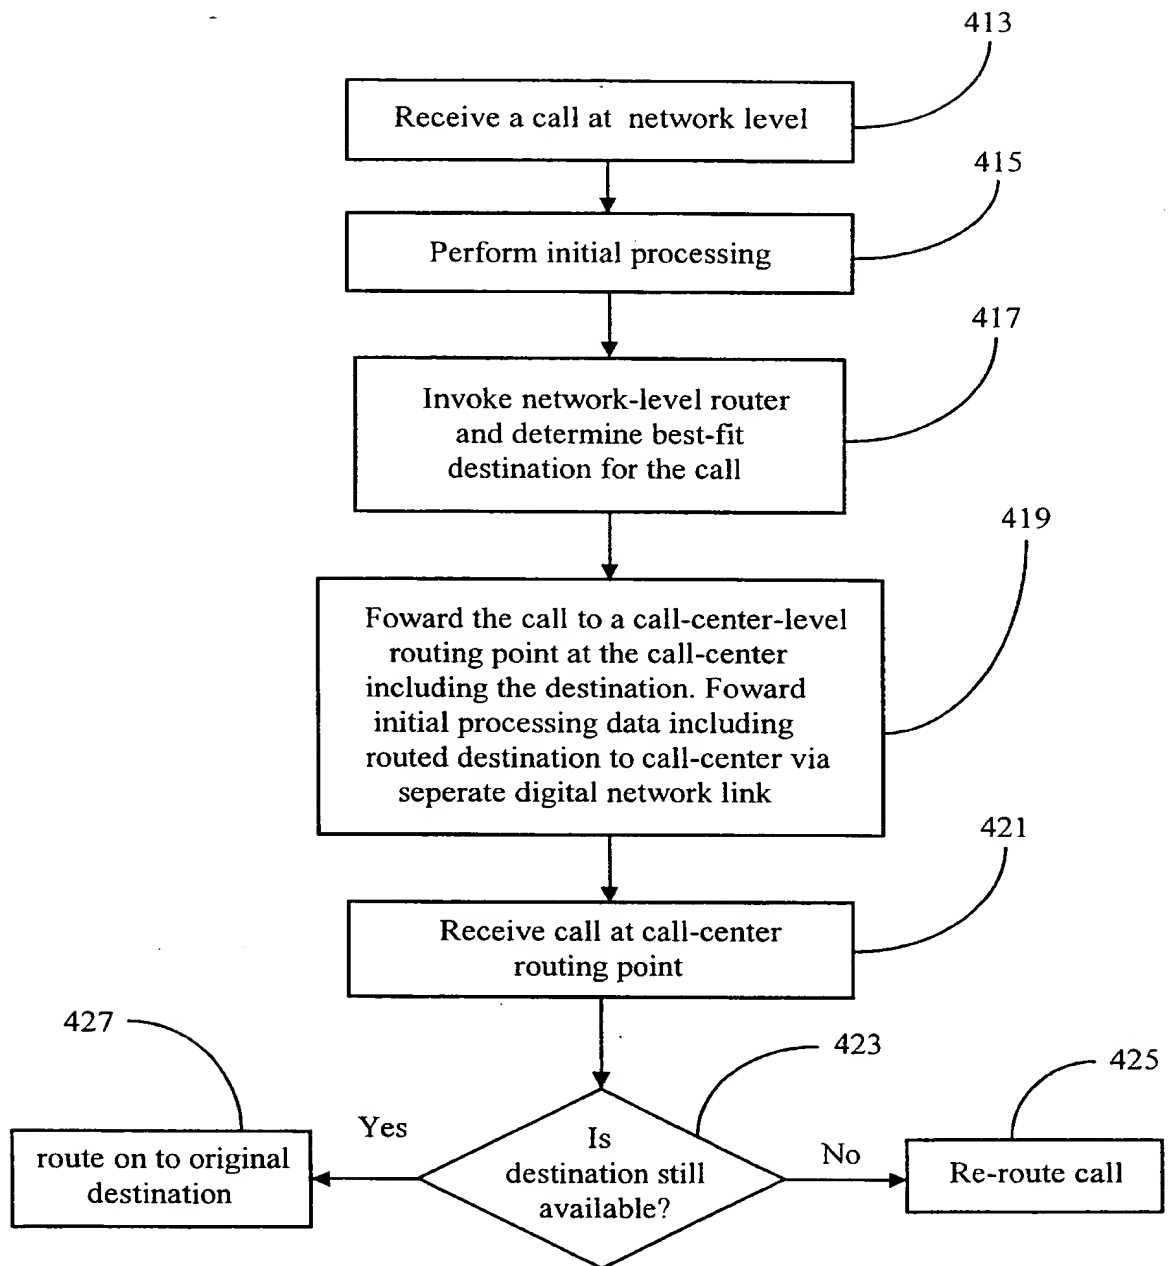 413
Receive a call at network level
415
Perform initial processing
417
Invoke network-level router
and determine best-fit
destination for the call
419
Foward the call to a call-center-level
routing point at the call-center
including the destination. Foward
initial processing data including
routed destination to call-center via
seperate digital network link
421
Receive call at call-center
routing point
427
423
425
Yes
No
route on to original
destination
Is
destination still
available?
Re-route call